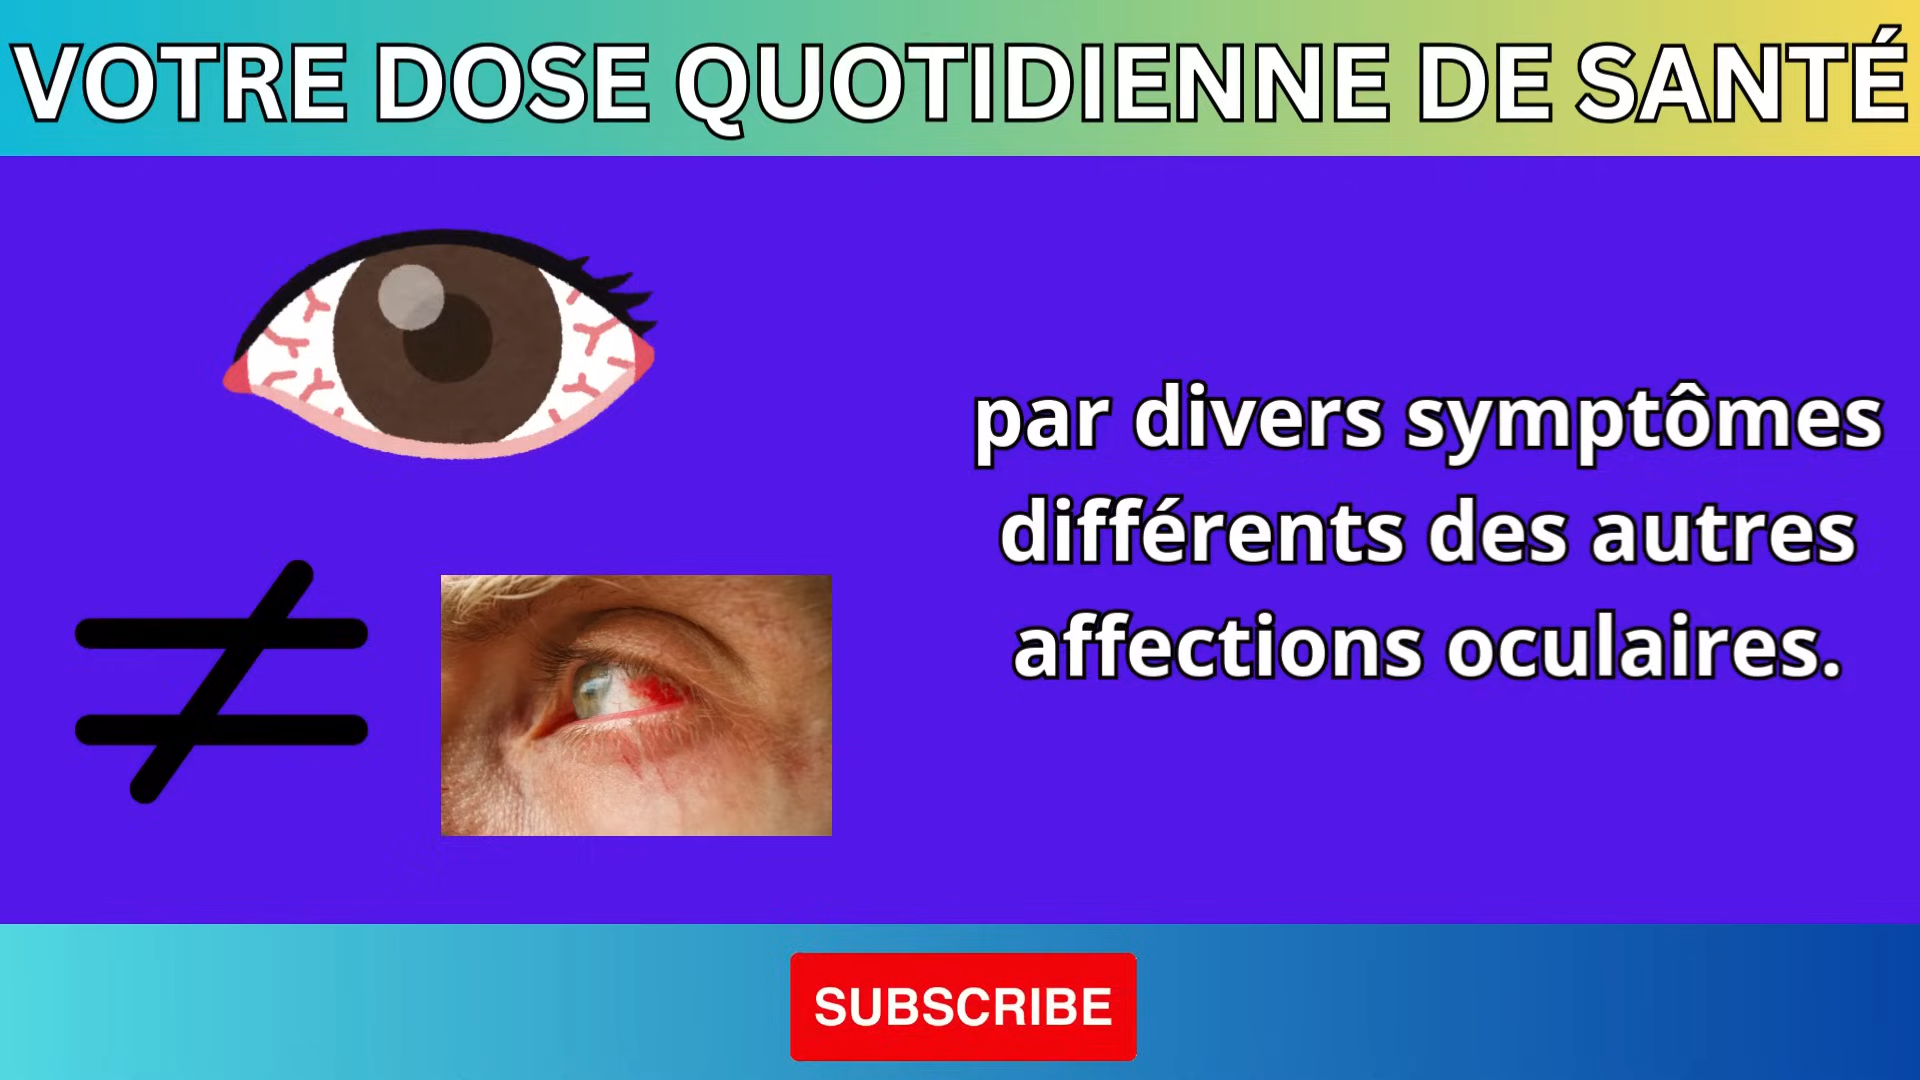 VOTRE DOSE QUOTIDIENNE DE SANTÉ
par divers symptômes
différents des autres
affections oculaires.
SUBSCRIBE